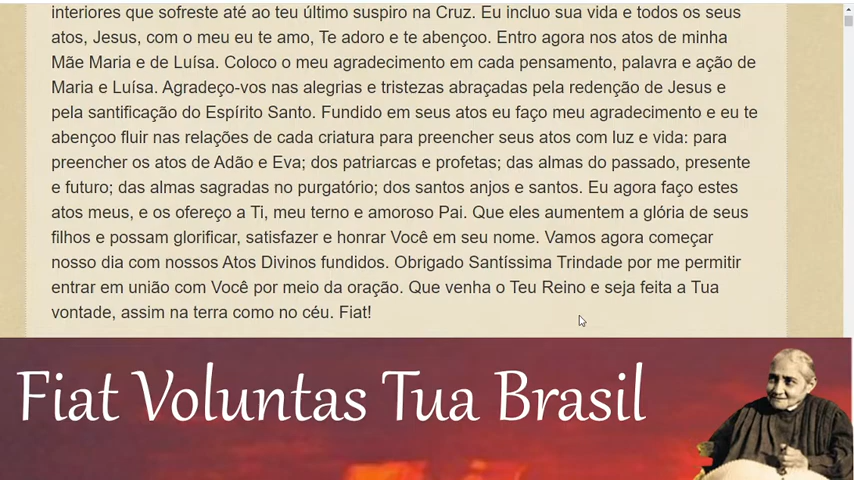 interiores que sofreste até ao teu último suspiro na Cruz. Eu incluo sua vida e todos os seus
atos, Jesus, com o meu eu te amo, Te adoro e te abençoo. Entro agora nos atos de minha
Mãe Maria e de Luísa. Coloco o meu agradecimento em cada pensamento, palavra e ação de
Maria e Luísa. Agradeço-vos nas alegrias e tristezas abraçadas pela redenção de Jesus e
pela santificação do Espírito Santo. Fundido em seus atos eu faço meu agradecimento e eu te
abençoo fluir nas relações de cada criatura para preencher seus atos com luz e vida: para
preencher os atos de Adão e Eva; dos patriarcas e profetas; das almas do passado, presente
e futuro; das almas sagradas no purgatório; dos santos anjos e santos. Eu agora faço estes
atos meus, e os ofereço a Ti, meu terno e amoroso Pai. Que eles aumentem a glória de seus
filhos e possam glorificar, satisfazer e honrar Você em seu nome. Vamos agora começar
nosso dia com nossos Atos Divinos fundidos. Obrigado Santíssima Trindade por me permitir
entrar em união com Você por meio da oração. Que venha o Teu Reino e seja feita a Tua
vontade, assim na terra como no céu. Fiat!
Fiat Voluntas Tua Brasil